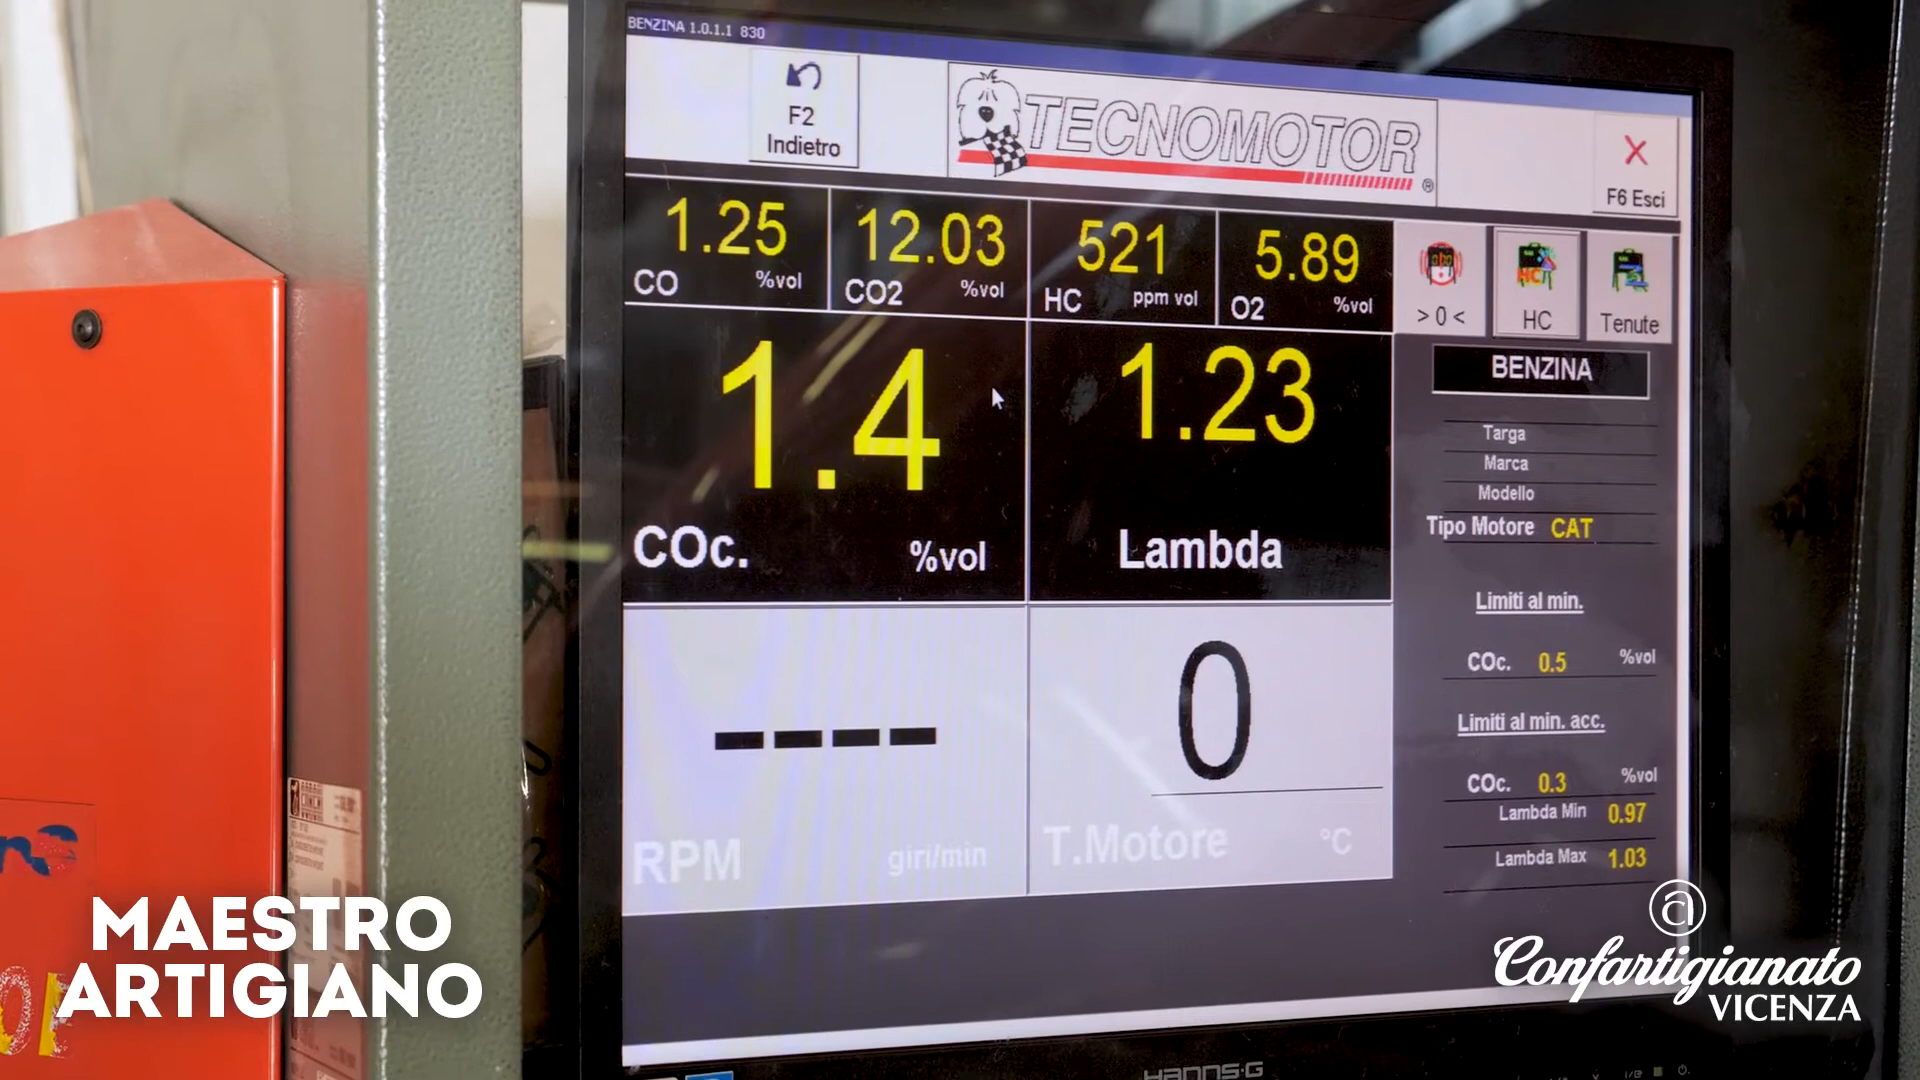 BENZINA 1.0.1.1 830
F2
Indietro
TECNOMOTOR
®
F6 Esci
1.25
CO %vol
12.03
CO2 %vol
521
HC ppm vol
5.89
O2 %vol
> 0 <
HC
Tenute
1.4
COc. %vol
1.23
Lambda
BENZINA
Targa
Marca
Modello
Tipo Motore CAT
Limiti al min.
COc. 0.5 %vol
Limiti al min. acc.
COc. 0.3 %vol
Lambda Min 0.97
Lambda Max 1.03
----
RPM giri/min
0
T.Motore °C
HANNS·G
MAESTRO
ARTIGIANO
Confartigianato
VICENZA